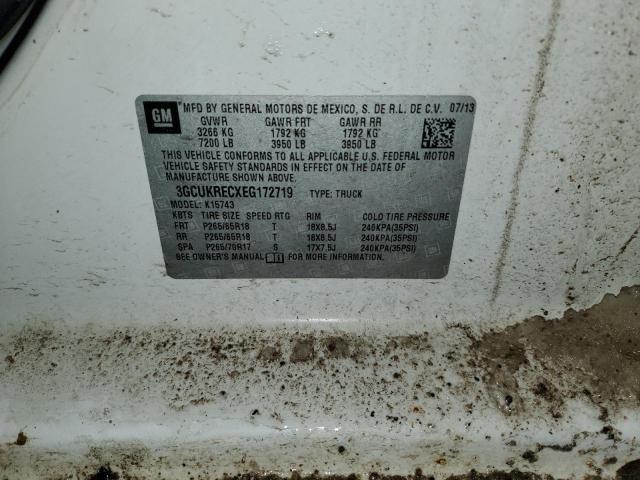 GM
MFD BY GENERAL MOTORS DE MEXICO, S. DE R.L. DE C.V. 07/13
GVWR GAWR FRT GAWR RR
3266 KG 1792 KG 1792 KG
7200 LB 3950 LB 3950 LB
THIS VEHICLE CONFORMS TO ALL APPLICABLE U.S. FEDERAL MOTOR
VEHICLE SAFETY STANDARDS IN EFFECT ON THE DATE OF
MANUFACTURE SHOWN ABOVE.
3GCUKRECXEG172719 TYPE: TRUCK
MODEL: K15743
KBTS TIRE SIZE SPEED RTG RIM COLD TIRE PRESSURE
FRT P265/65R18 T 18X8.5J 240KPA(35PSI)
RR P265/65R18 T 18X8.5J 240KPA(35PSI)
SPA P265/70R17 S 17X7.5J 240KPA(35PSI)
SEE OWNER'S MANUAL FOR MORE INFORMATION.